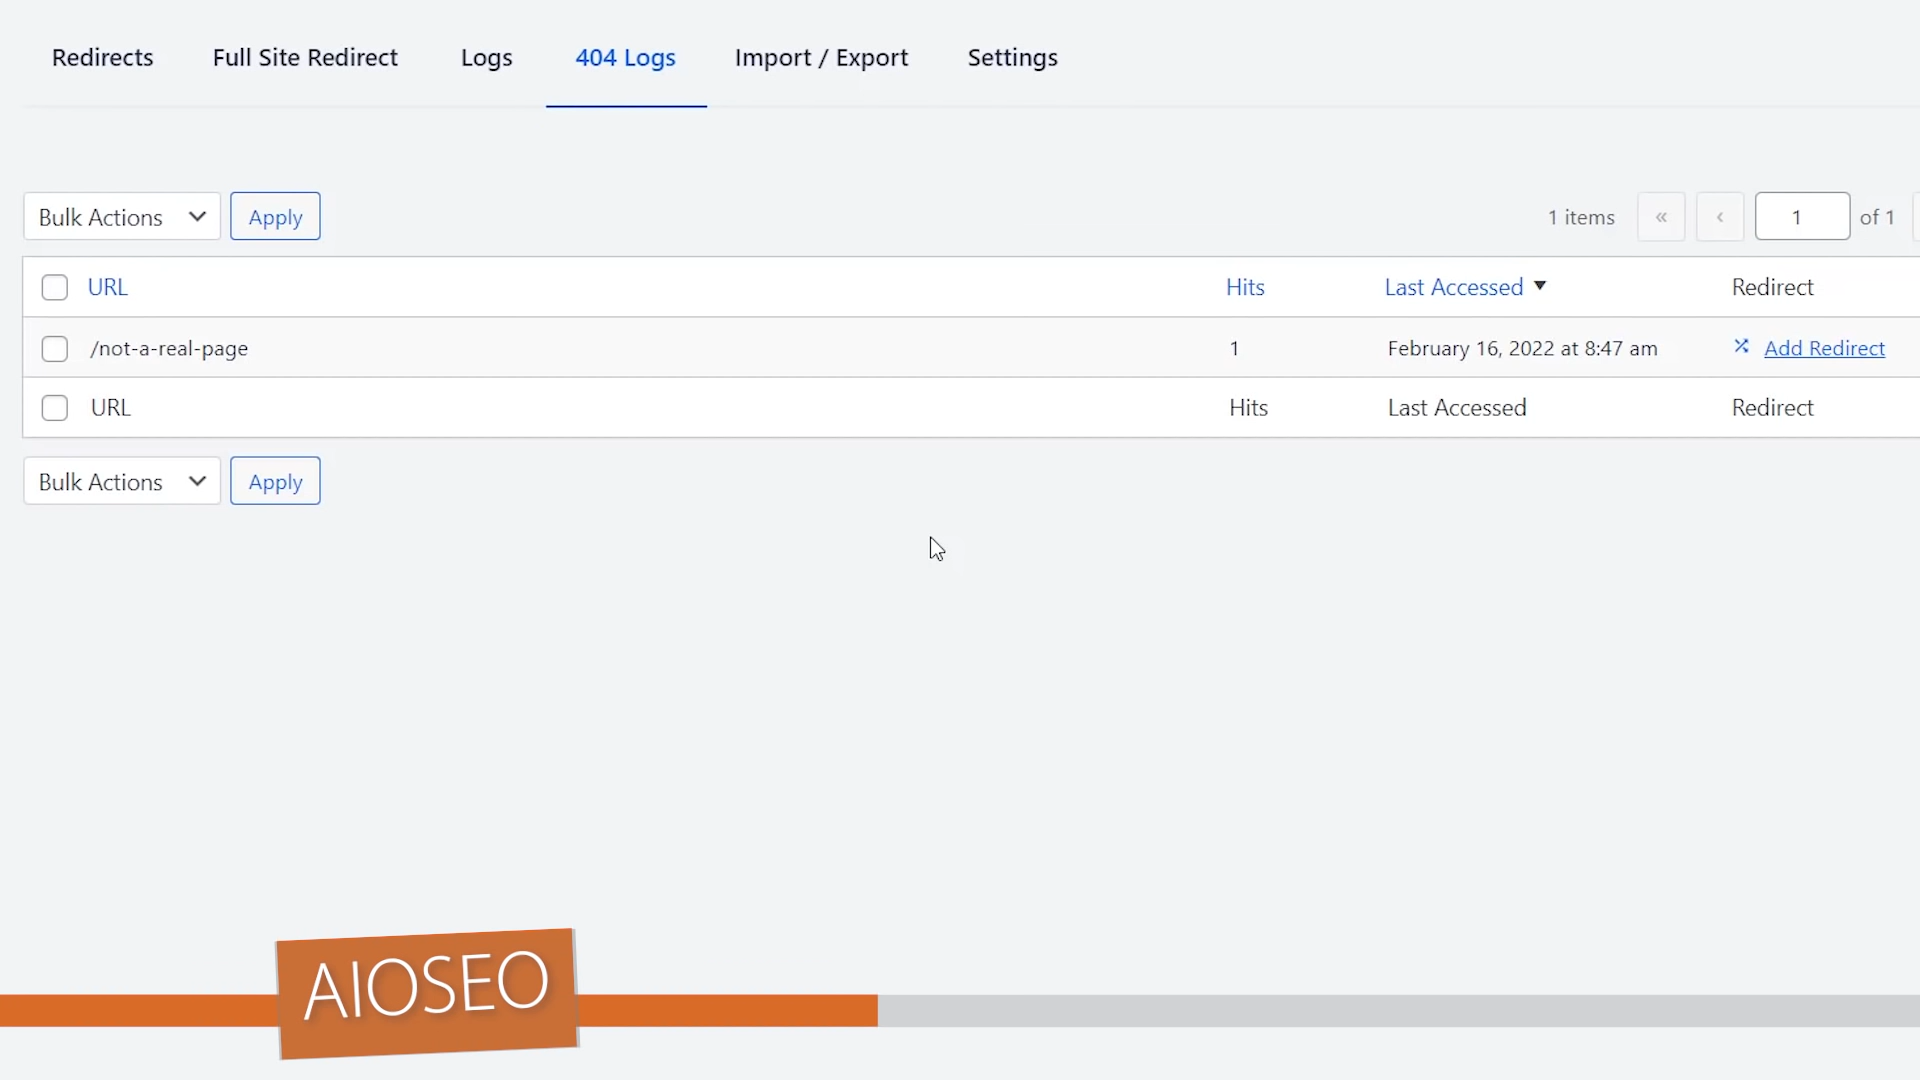 Redirects Full Site Redirect Logs 404 Logs Import / Export Settings
Bulk Actions Apply 1 items « ‹ 1 of 1
URL Hits Last Accessed Redirect
/not-a-real-page 1 February 16, 2022 at 8:47 am Add Redirect
URL Hits Last Accessed Redirect
Bulk Actions Apply
AIOSEO